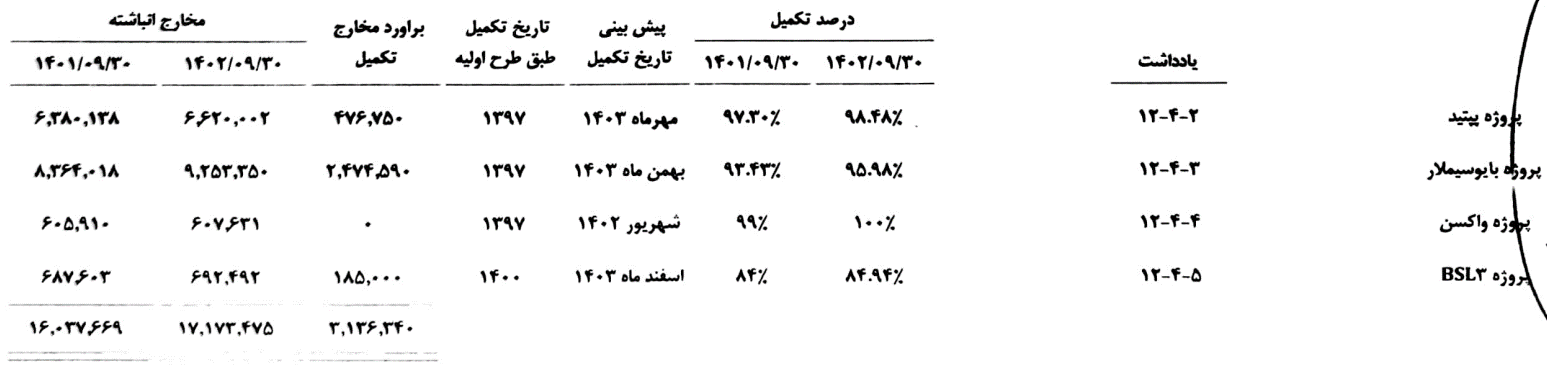 درصد تکمیل پیش بینی تاریخ تکمیل براورد مخارج مخارج انباشته
یادداشت ۱۴۰۲/۰۹/۳۰ ۱۴۰۱/۰۹/۳۰ تاریخ تکمیل طبق طرح اولیه تکمیل ۱۴۰۲/۰۹/۳۰ ۱۴۰۱/۰۹/۳۰
پروژه پپتید ۱۲-۴-۲ ۹۸.۴۸٪ ۹۷.۳۰٪ مهرماه ۱۴۰۳ ۱۳۹۷ ۴۷۶,۷۵۰ ۶,۶۲۰,۰۰۲ ۶,۳۸۰,۱۳۸
پروژه بایوسیملار ۱۲-۴-۳ ۹۵.۹۸٪ ۹۳.۴۳٪ بهمن ماه ۱۴۰۳ ۱۳۹۷ ۲,۴۷۴,۵۹۰ ۹,۲۵۳,۳۵۰ ۸,۳۶۴,۰۱۸
پروژه واکسن ۱۲-۴-۴ ۱۰۰٪ ۹۹٪ شهریور ۱۴۰۲ ۱۳۹۷ ۰ ۶۰۷,۶۳۱ ۶۰۵,۹۱۰
پروژه BSL۳ ۱۲-۴-۵ ۸۴.۹۴٪ ۸۴٪ اسفند ماه ۱۴۰۳ ۱۴۰۰ ۱۸۵,۰۰۰ ۶۹۲,۴۹۲ ۶۸۷,۶۰۳
۳,۱۳۶,۳۴۰ ۱۷,۱۷۳,۴۷۵ ۱۶,۰۳۷,۶۶۹